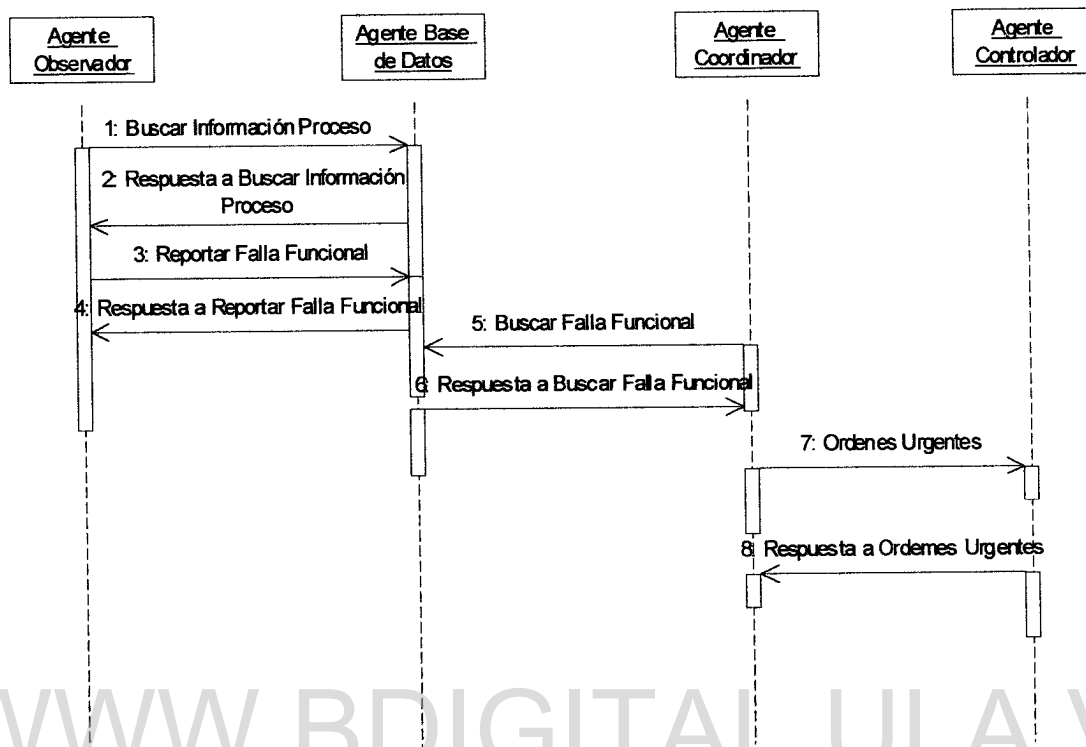 Agente
Observador
Agente Base
de Datos
Agente
Coordinador
Agente
Controlador
1: Buscar Información Proceso
2: Respuesta a Buscar Información
Proceso
3: Reportar Falla Funcional
4: Respuesta a Reportar Falla Funcional
5: Buscar Falla Funcional
6: Respuesta a Buscar Falla Funcional
7: Ordenes Urgentes
8: Respuesta a Ordemes Urgentes
WWW.BDIGITAL.ULA.V